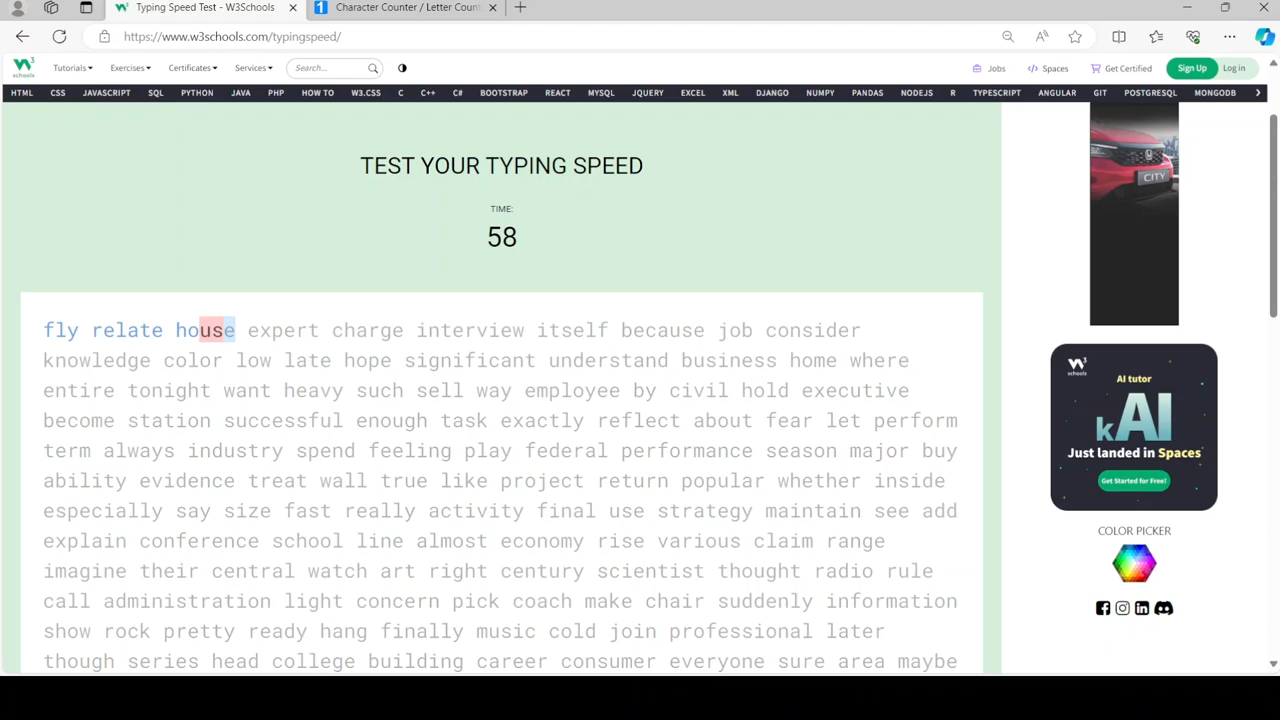 Typing Speed Test - W3Schools
Character Counter / Letter Coun
https://www.w3schools.com/typingspeed/
W3 schools Tutorials Exercises Certificates Services Search... Jobs Spaces Get Certified Sign Up Log in
HTML CSS JAVASCRIPT SQL PYTHON JAVA PHP HOW TO W3.CSS C C++ C# BOOTSTRAP REACT MYSQL JQUERY EXCEL XML DJANGO NUMPY PANDAS NODEJS R TYPESCRIPT ANGULAR GIT POSTGRESQL MONGODB
TEST YOUR TYPING SPEED
TIME:
58
fly relate house expert charge interview itself because job consider
knowledge color low late hope significant understand business home where
entire tonight want heavy such sell way employee by civil hold executive
become station successful enough task exactly reflect about fear let perform
term always industry spend feeling play federal performance season major buy
ability evidence treat wall true like project return popular whether inside
especially say size fast really activity final use strategy maintain see add
explain conference school line almost economy rise various claim range
imagine their central watch art right century scientist thought radio rule
call administration light concern pick coach make chair suddenly information
show rock pretty ready hang finally music cold join professional later
though series head college building career consumer everyone sure area maybe
CITY
W3 schools
AI tutor
kAI
Just landed in Spaces
Get Started for Free!
COLOR PICKER